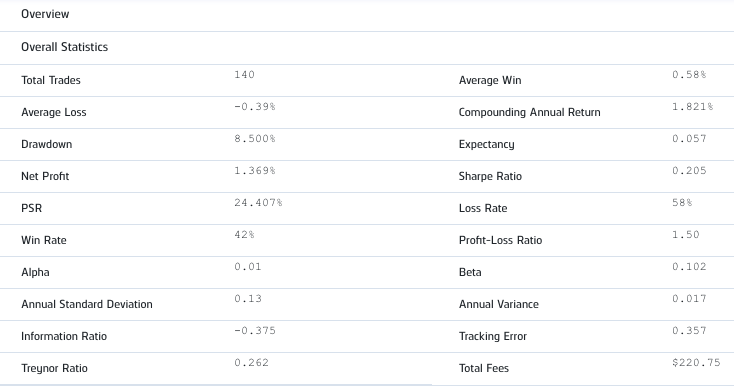 Overview
Overall Statistics
Total Trades 140 Average Win 0.58%
Average Loss -0.39% Compounding Annual Return 1.821%
Drawdown 8.500% Expectancy 0.057
Net Profit 1.369% Sharpe Ratio 0.205
PSR 24.407% Loss Rate 58%
Win Rate 42% Profit-Loss Ratio 1.50
Alpha 0.01 Beta 0.102
Annual Standard Deviation 0.13 Annual Variance 0.017
Information Ratio -0.375 Tracking Error 0.357
Treynor Ratio 0.262 Total Fees $220.75